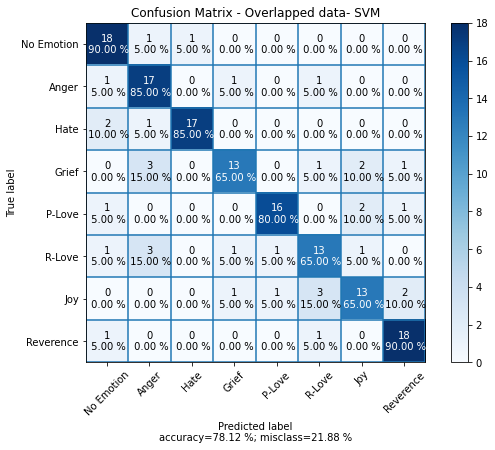 Confusion Matrix - Overlapped data- SVM
True label
No Emotion 18 1 1 0 0 0 0 0
90.00 % 5.00 % 5.00 % 0.00 % 0.00 % 0.00 % 0.00 % 0.00 %
Anger 1 17 0 1 0 1 0 0
5.00 % 85.00 % 0.00 % 5.00 % 0.00 % 5.00 % 0.00 % 0.00 %
Hate 2 1 17 0 0 0 0 0
10.00 % 5.00 % 85.00 % 0.00 % 0.00 % 0.00 % 0.00 % 0.00 %
Grief 0 3 0 13 0 1 2 1
0.00 % 15.00 % 0.00 % 65.00 % 0.00 % 5.00 % 10.00 % 5.00 %
P-Love 1 0 0 0 16 0 2 1
5.00 % 0.00 % 0.00 % 0.00 % 80.00 % 0.00 % 10.00 % 5.00 %
R-Love 1 3 0 1 1 13 1 0
5.00 % 15.00 % 0.00 % 5.00 % 5.00 % 65.00 % 5.00 % 0.00 %
Joy 0 0 0 1 1 3 13 2
0.00 % 0.00 % 0.00 % 5.00 % 5.00 % 15.00 % 65.00 % 10.00 %
Reverence 1 0 0 0 0 1 0 18
5.00 % 0.00 % 0.00 % 0.00 % 0.00 % 5.00 % 0.00 % 90.00 %
No Emotion Anger Hate Grief P-Love R-Love Joy Reverence
Predicted label
accuracy=78.12 %; misclass=21.88 %
18
16
14
12
10
8
6
4
2
0